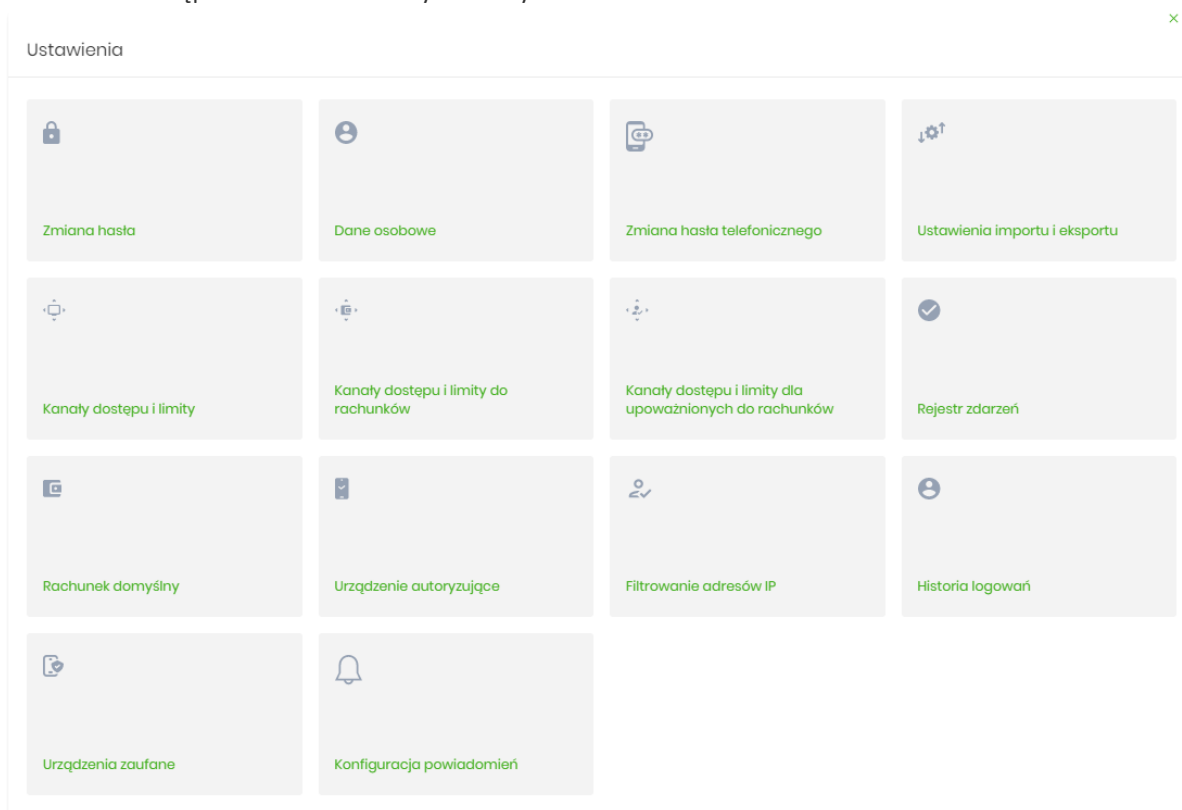 Ustawienia
Zmiana hasła
Dane osobowe
Zmiana hasła telefonicznego
Ustawienia importu i eksportu
Kanały dostępu i limity
Kanały dostępu i limity do
rachunków
Kanały dostępu i limity dla
upoważnionych do rachunków
Rejestr zdarzeń
Rachunek domyślny
Urządzenie autoryzujące
Filtrowanie adresów IP
Historia logowań
Urządzenia zaufane
Konfiguracja powiadomień